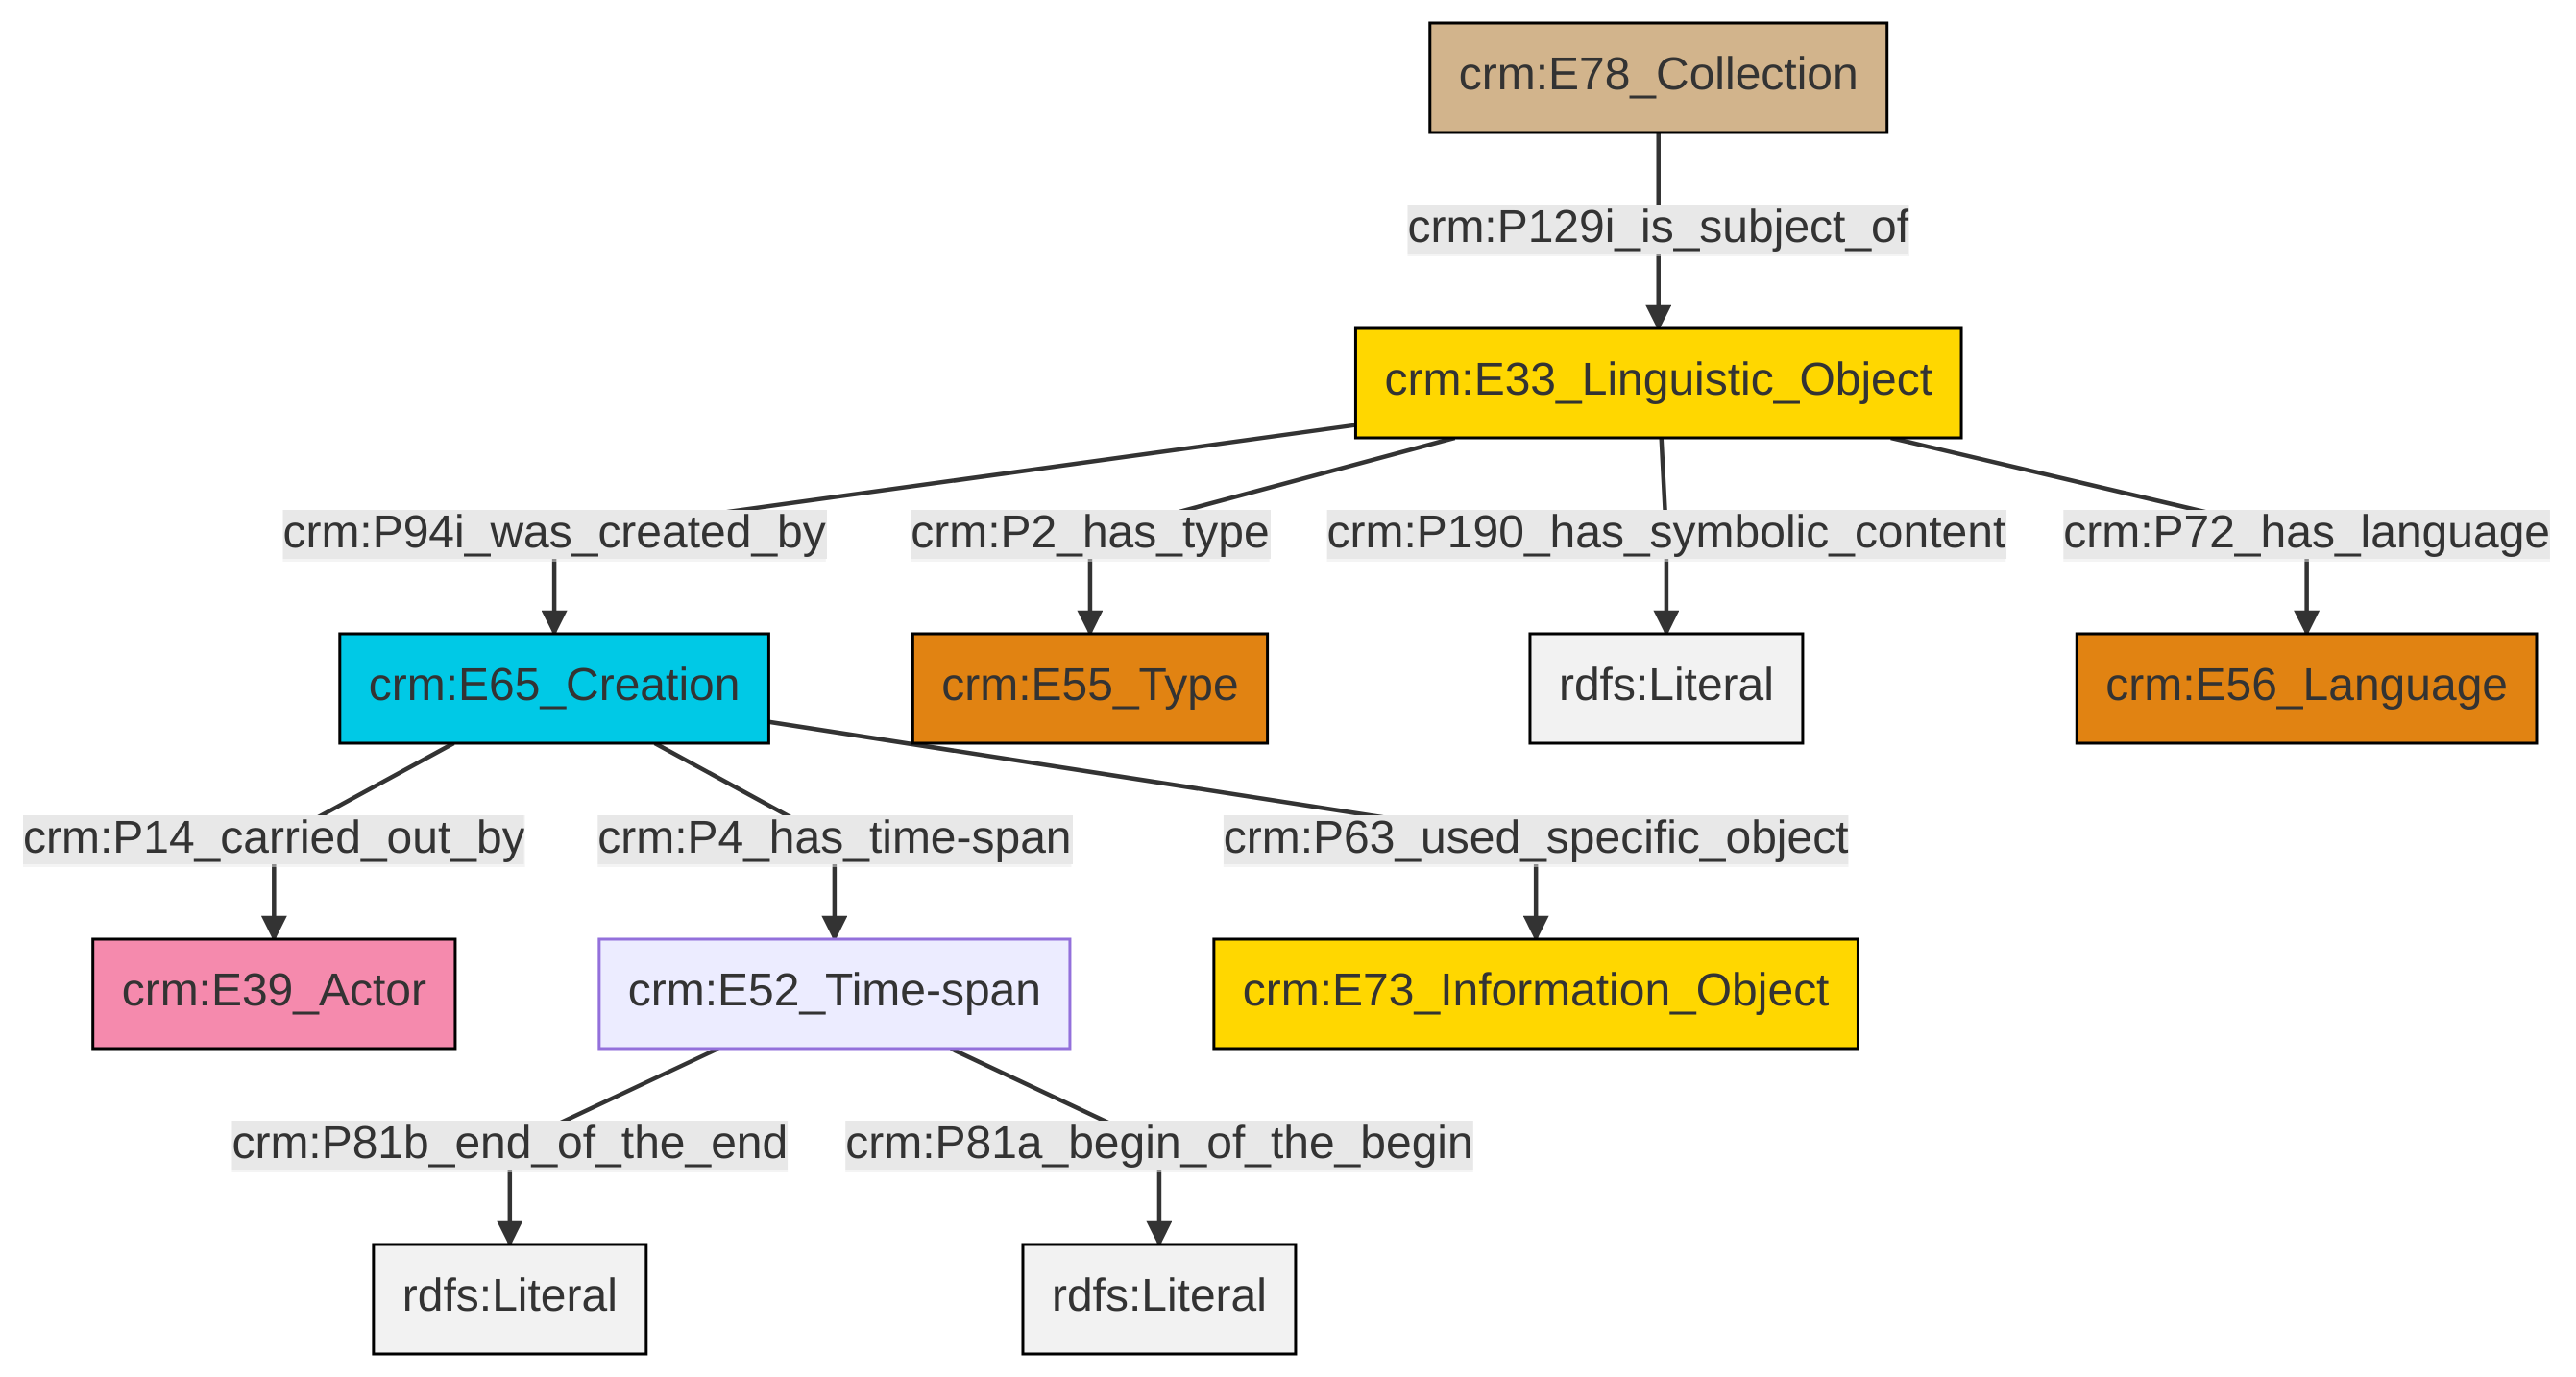 crm:E78_Collection
crm:P129i_is_subject_of
crm:E33_Linguistic_Object
crm:P94i_was_created_by
crm:P2_has_type
crm:P190_has_symbolic_content
crm:P72_has_language
crm:E65_Creation
crm:E55_Type
rdfs:Literal
crm:E56_Language
crm:P14_carried_out_by
crm:P4_has_time-span
crm:P63_used_specific_object
crm:E39_Actor
crm:E52_Time-span
crm:E73_Information_Object
crm:P81b_end_of_the_end
crm:P81a_begin_of_the_begin
rdfs:Literal
rdfs:Literal